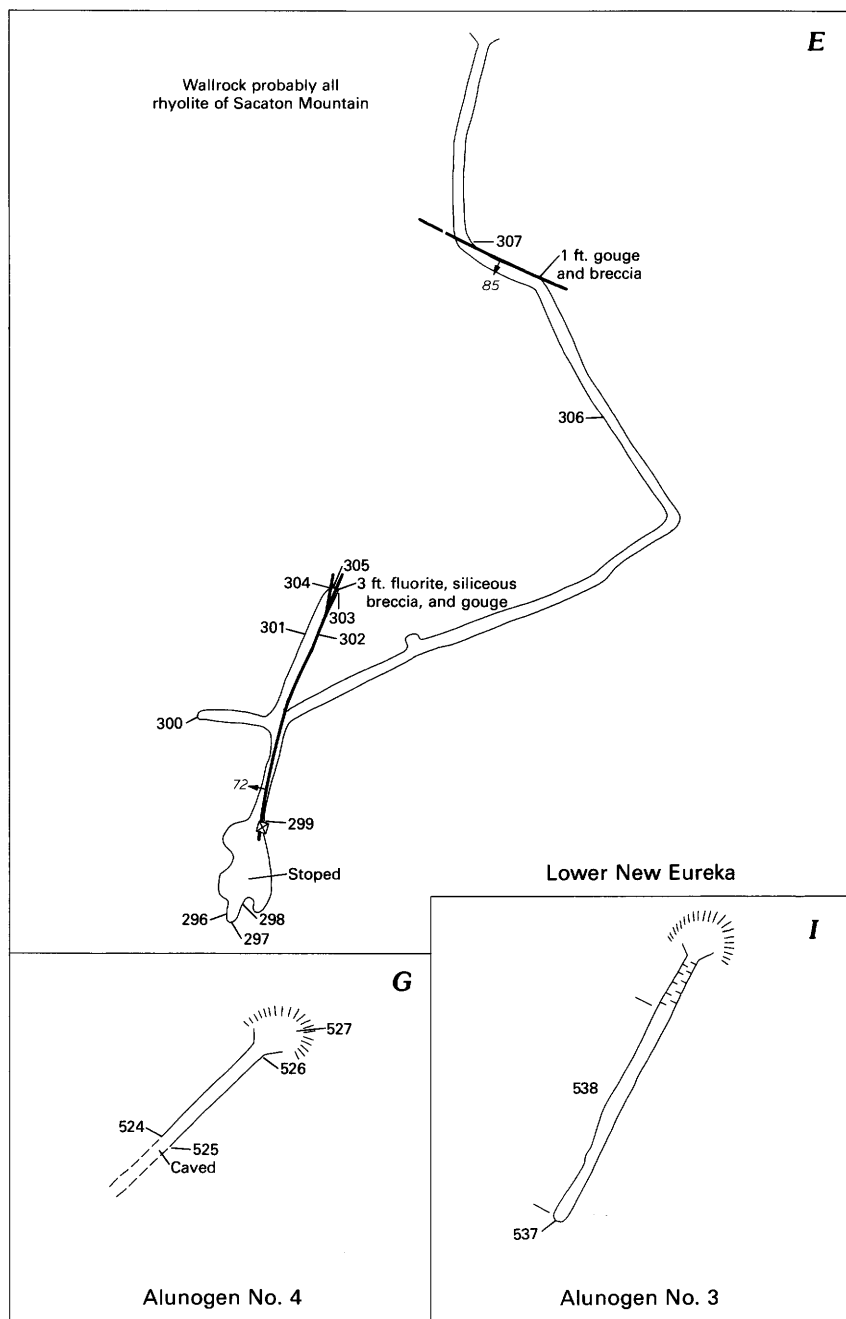 E
Wallrock probably all
rhyolite of Sacaton Mountain
307
1 ft. gouge
and breccia
85
306
305
304
3 ft. fluorite, siliceous
breccia, and gouge
303
301
302
300
72
299
Stoped
296
298
297
Lower New Eureka
G
527
526
524
525
Caved
Alunogen No. 4
I
538
537
Alunogen No. 3